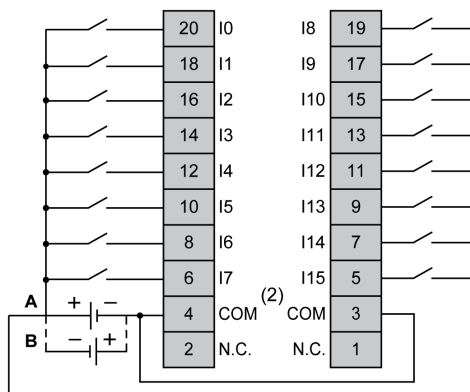 20 I0 I8 19
18 I1 I9 17
16 I2 I10 15
14 I3 I11 13
12 I4 I12 11
10 I5 I13 9
8 I6 I14 7
6 I7 I15 5
(2)
A + − 4 COM COM 3
B − + 2 N.C. N.C. 1